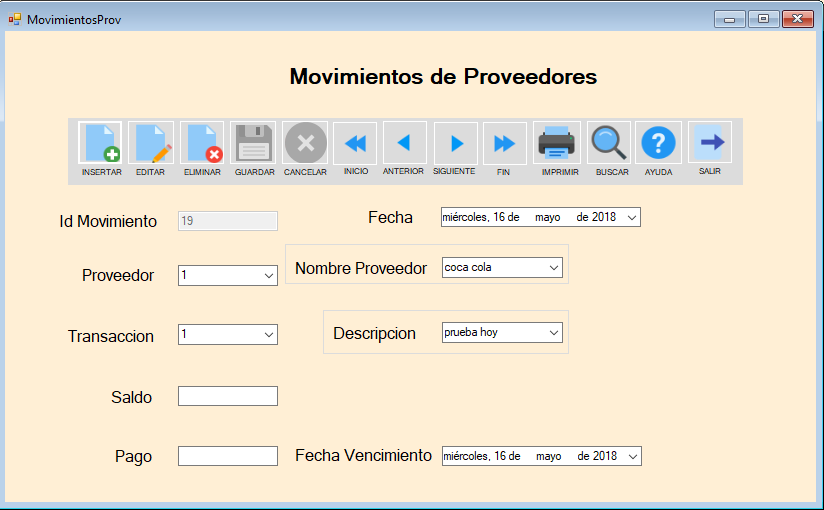 MovimientosProv
Movimientos de Proveedores
INSERTAR EDITAR ELIMINAR GUARDAR CANCELAR INICIO ANTERIOR SIGUIENTE FIN IMPRIMIR BUSCAR AYUDA SALIR
Id Movimiento 19 Fecha miércoles, 16 de mayo de 2018
Proveedor 1 Nombre Proveedor coca cola
Transaccion 1 Descripcion prueba hoy
Saldo
Pago Fecha Vencimiento miércoles, 16 de mayo de 2018